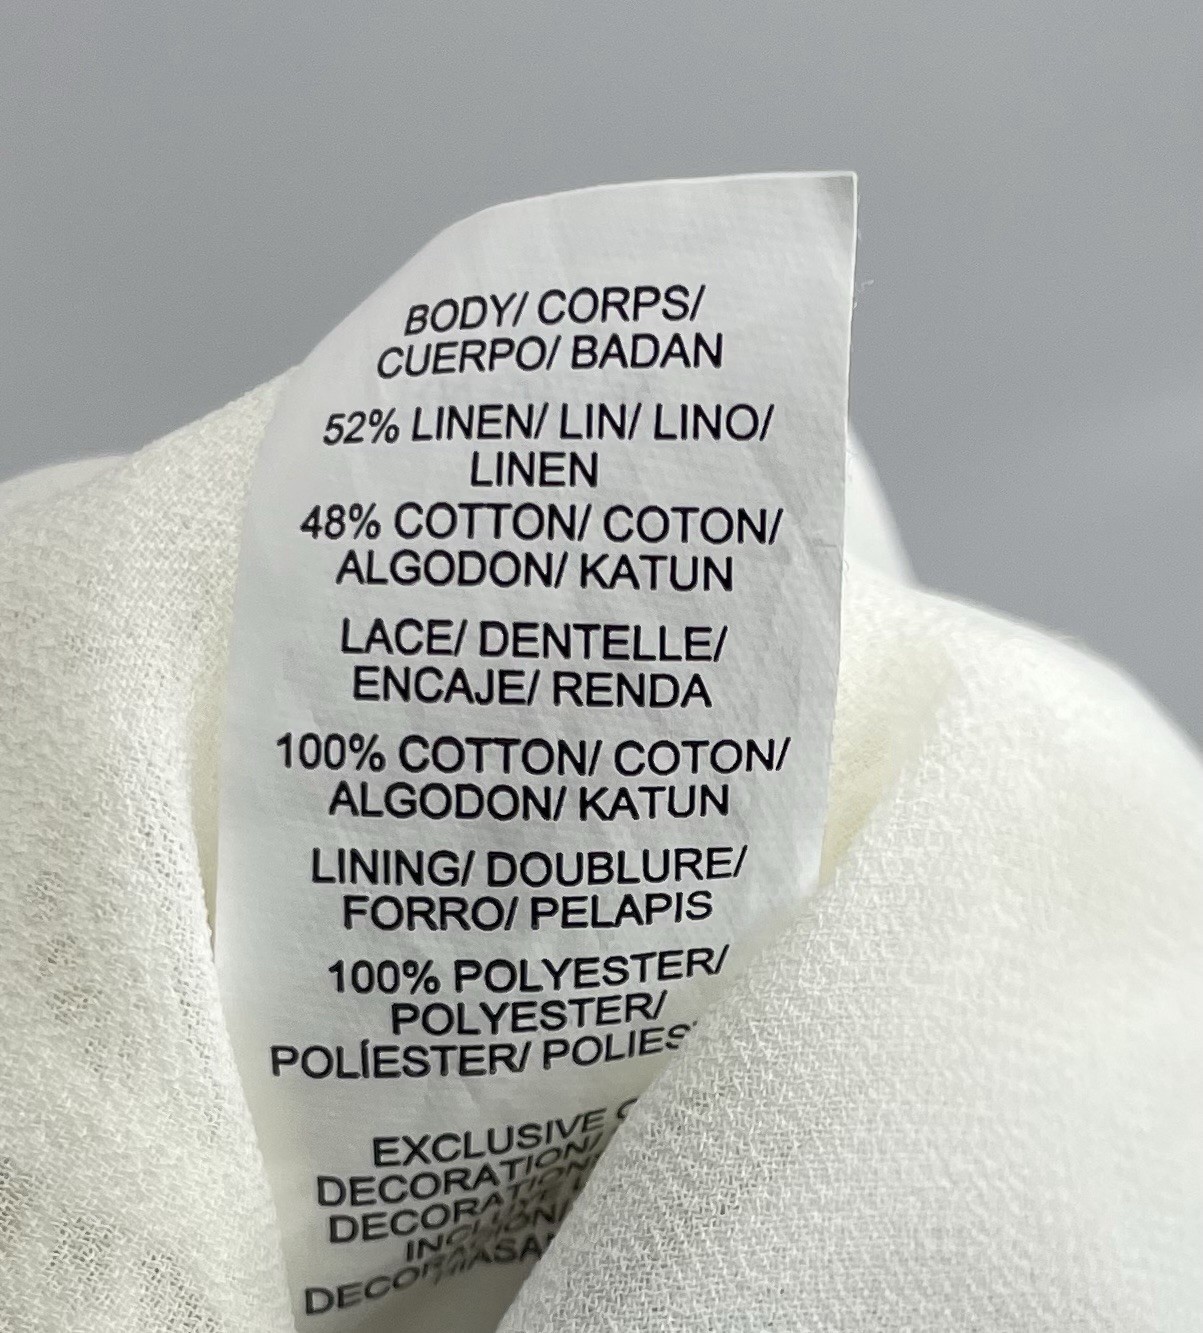 BODY/ CORPS/
CUERPO/ BADAN
52% LINEN/ LIN/ LINO/
LINEN
48% COTTON/ COTON/
ALGODON/ KATUN
LACE/ DENTELLE/
ENCAJE/ RENDA
100% COTTON/ COTON/
ALGODON/ KATUN
LINING/ DOUBLURE/
FORRO/ PELAPIS
100% POLYESTER/
POLYESTER/
POLÍESTER/ POLIES
EXCLUSIVE
DECORATION/